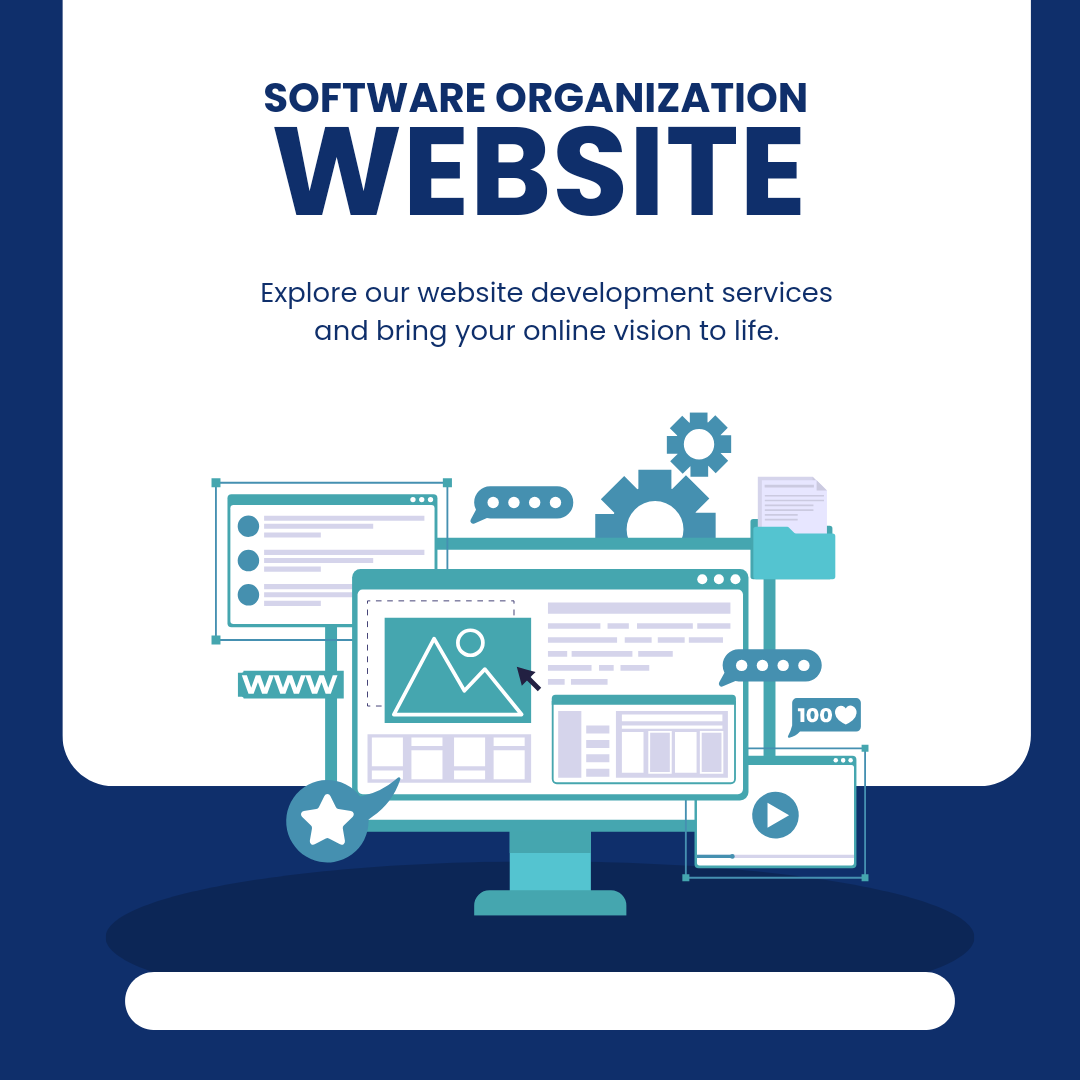 SOFTWARE ORGANIZATION
WEBSITE
Explore our website development services
and bring your online vision to life.
WWW
100